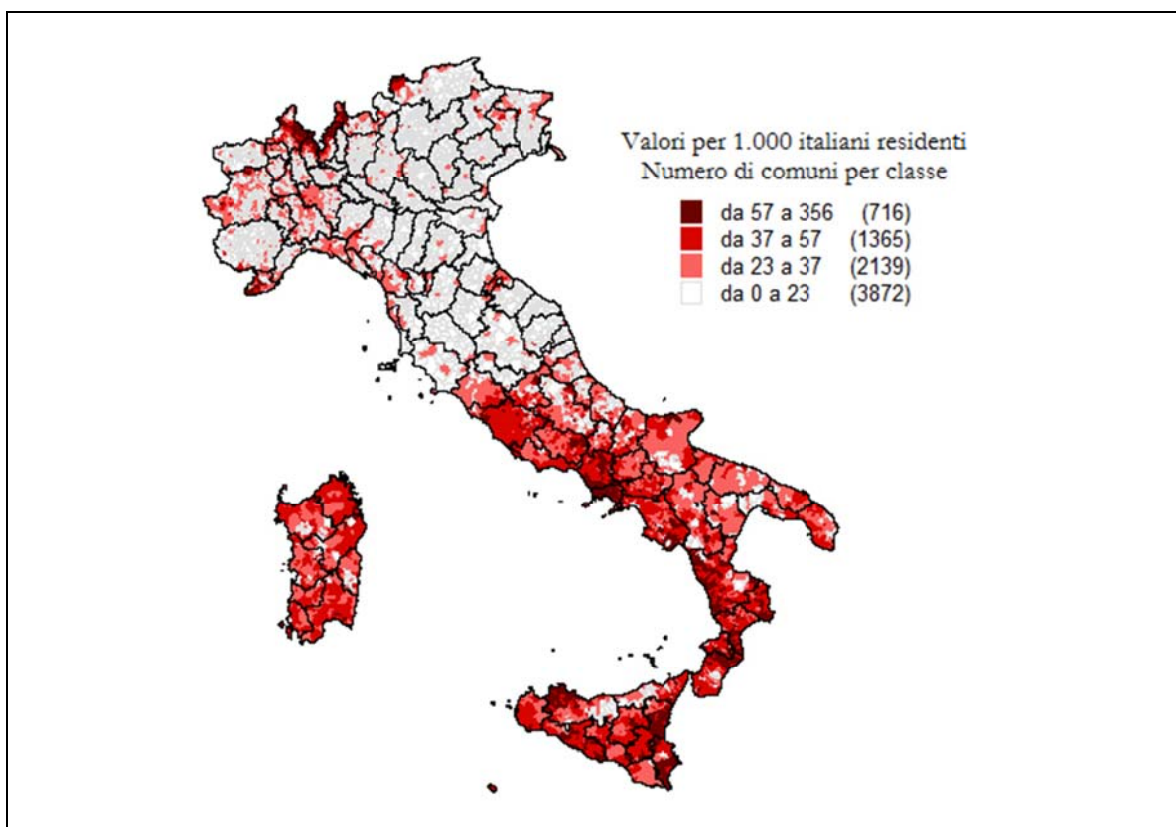 Valori per 1.000 italiani residenti
Numero di comuni per classe
da 57 a 356 (716)
da 37 a 57 (1365)
da 23 a 37 (2139)
da 0 a 23 (3872)